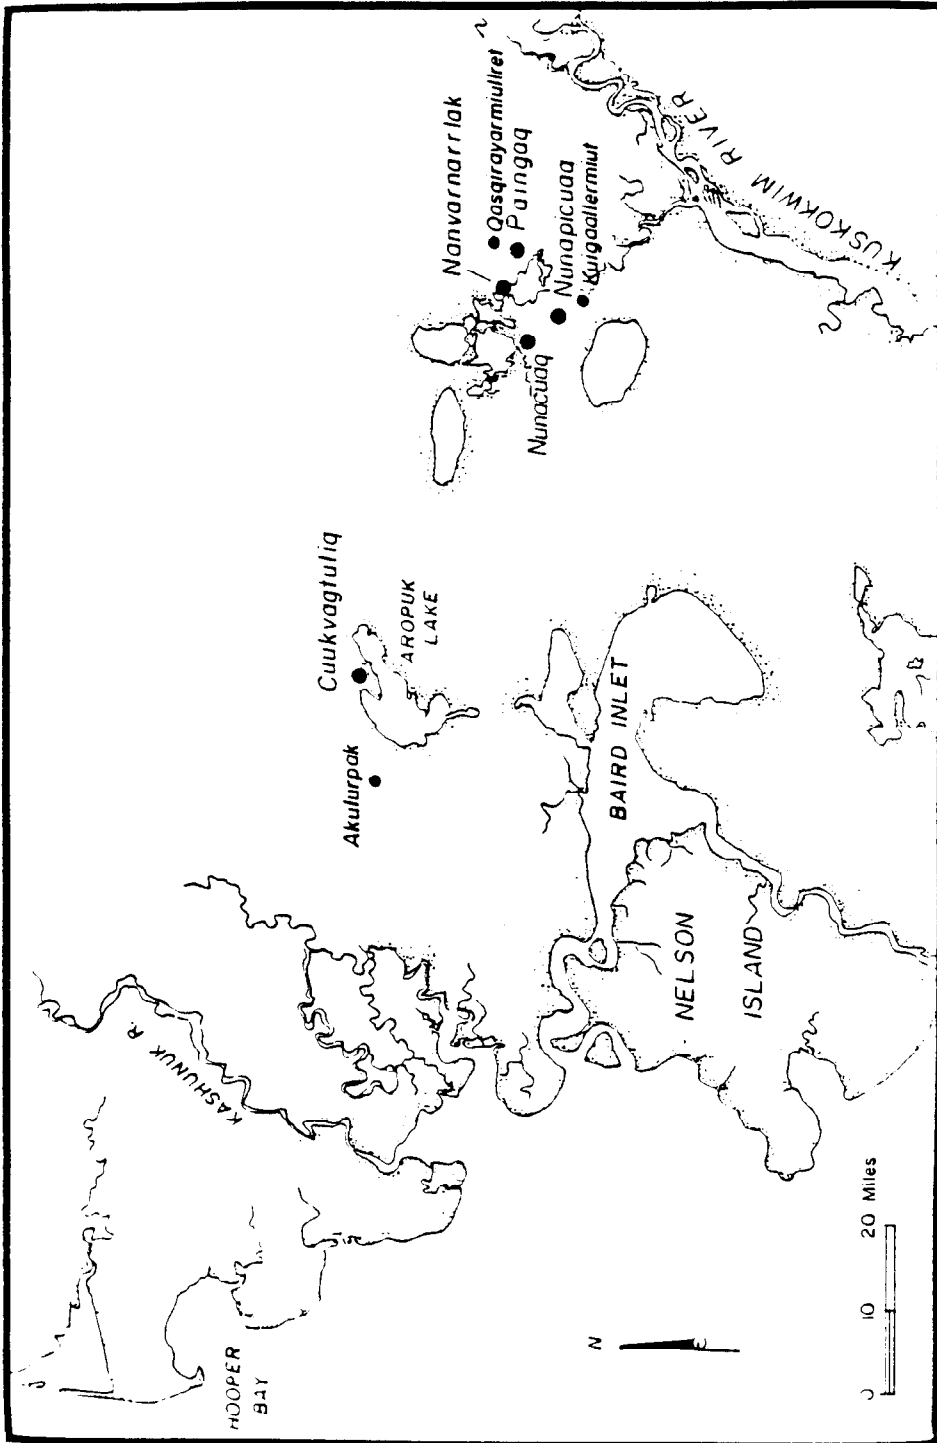 HOOPER
BAY
KASHUNUK R.
Akulurpak
Cuukvagtuliq
AROPUK
LAKE
Nanvarnarrlak
Qasqirayarmiullret
Paingaq
Nunapicuaq
Kuigaallermiut
Nunacuaq
KUSKOKWIM RIVER
BAIRD INLET
NELSON
ISLAND
N
0 10 20 Miles